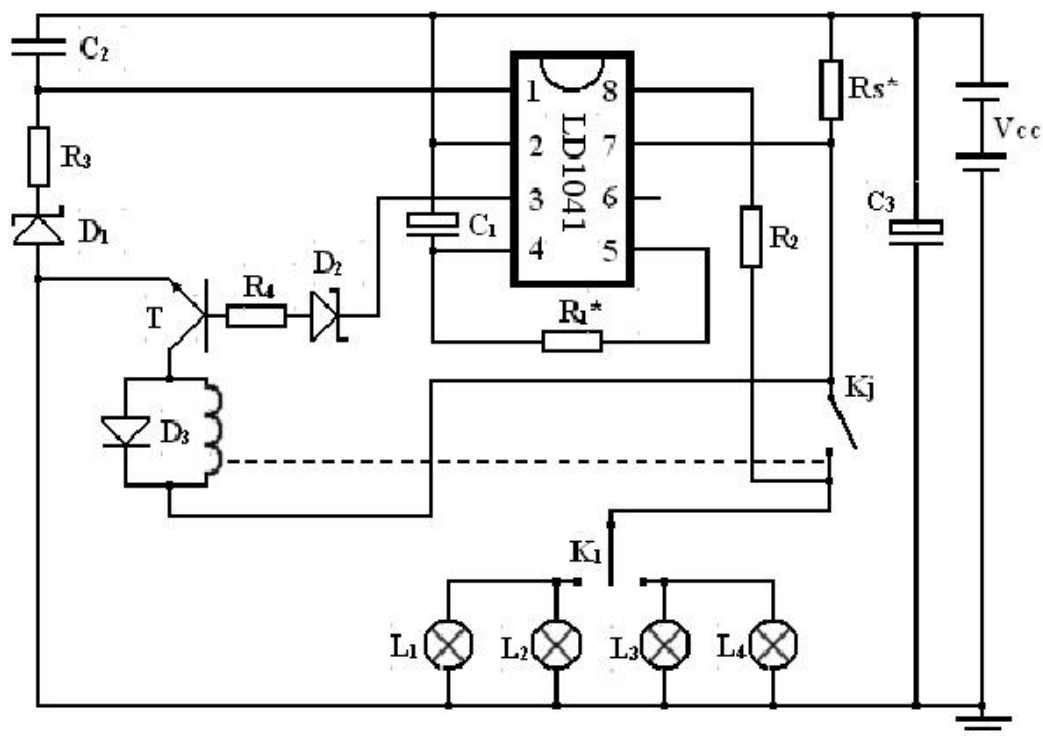 C₂
1 8
Rs*
LD1041
Vcc
R₃
2 7
3 6
C₁
C₃
D₁
4 5
R₂
D₂
R₄
T
R₁*
Kj
D₃
K₁
L₁
L₂
L₃
L₄